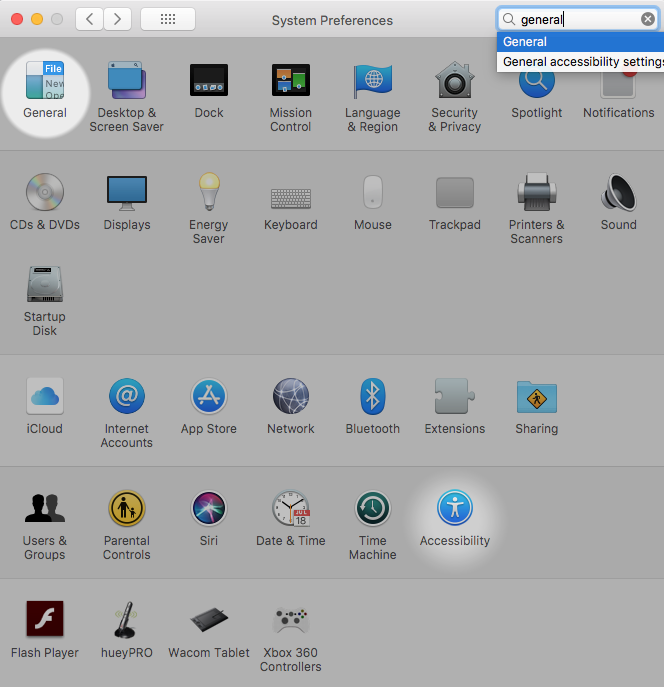 System Preferences
general
General
General accessibility settings
File
New
Ope
General
Desktop &
Screen Saver
Dock
Mission
Control
Language
& Region
Security
& Privacy
Spotlight
Notifications
CDs & DVDs
Displays
Energy
Saver
Keyboard
Mouse
Trackpad
Printers &
Scanners
Sound
Startup
Disk
iCloud
@
Internet
Accounts
App Store
Network
Bluetooth
Extensions
Sharing
Users &
Groups
Parental
Controls
Siri
JUL
18
Date & Time
Time
Machine
Accessibility
Flash Player
hueyPRO
Wacom Tablet
Xbox 360
Controllers